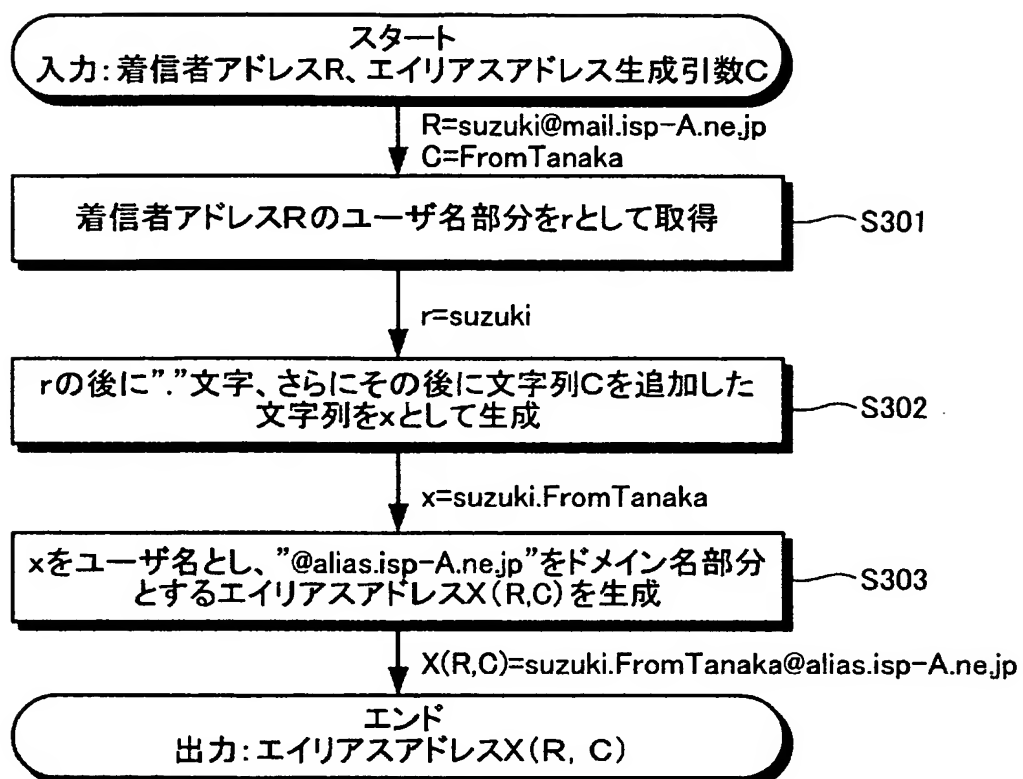 スタート
入力:着信者アドレスR、エイリアスアドレス生成引数C
R=suzuki@mail.isp-A.ne.jp
C=FromTanaka
着信者アドレスRのユーザ名部分をrとして取得
S301
r=suzuki
rの後に"."文字、さらにその後に文字列Cを追加した
文字列をxとして生成
S302
x=suzuki.FromTanaka
xをユーザ名とし、"@alias.isp-A.ne.jp"をドメイン名部分
とするエイリアスアドレスX(R,C)を生成
S303
X(R,C)=suzuki.FromTanaka@alias.isp-A.ne.jp
エンド
出力:エイリアスアドレスX(R, C)